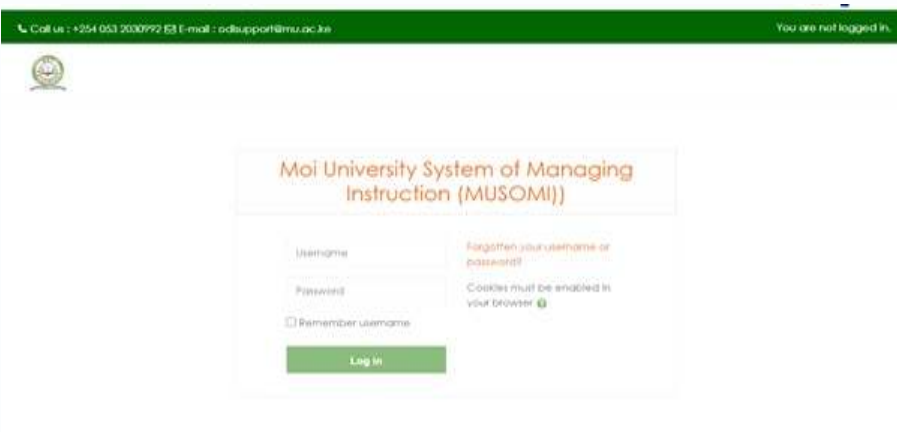 Call us : +254 053 2030992 E-mail : odlsupport@mu.ac.ke
You are not logged in.
Moi University System of Managing
Instruction (MUSOMI))
Username
Forgotten your username or
password?
Password
Cookies must be enabled in
your browser
Remember username
Log in